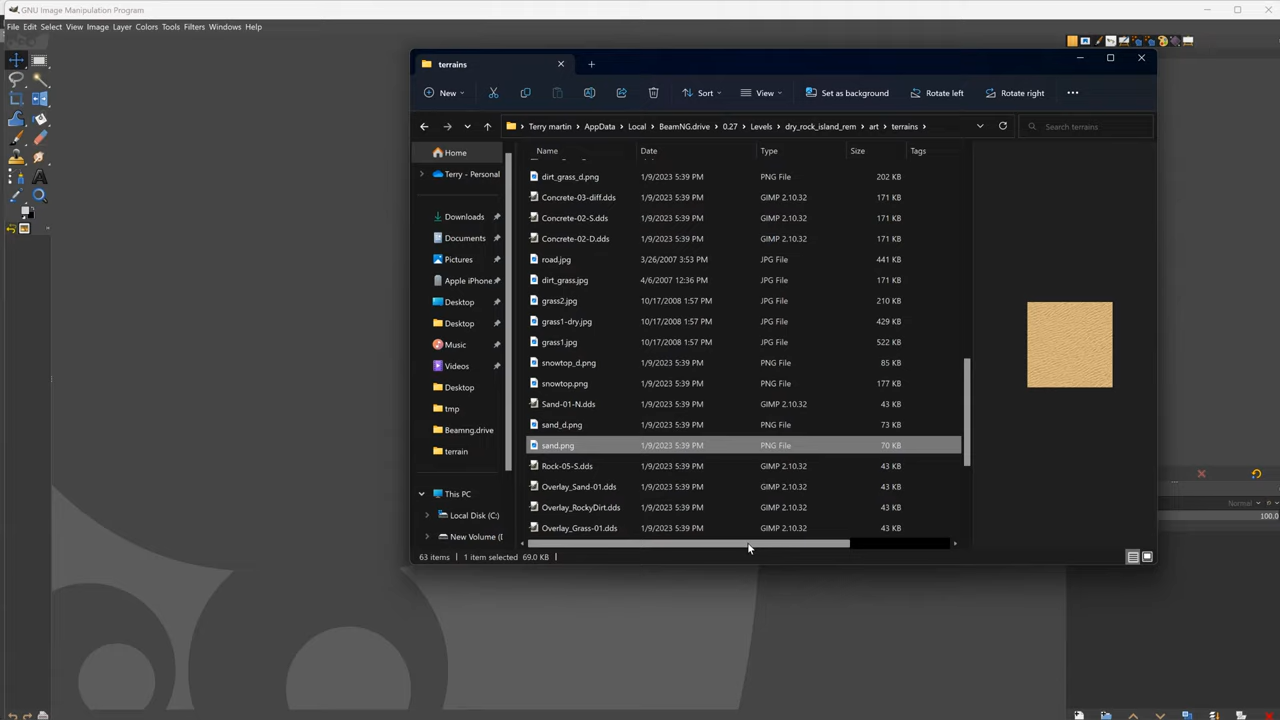 GNU Image Manipulation Program
File Edit Select View Image Layer Colors Tools Filters Windows Help
terrains
New Sort View Set as background Rotate left Rotate right
Terry martin > AppData > Local > BeamNG.drive > 0.27 > Levels > dry_rock_island_rem > art > terrains >
Search terrains
Home
Terry - Personal
Downloads
Documents
Pictures
Apple iPhone
Desktop
Desktop
Music
Videos
Desktop
tmp
Beamng.drive
terrain
This PC
Local Disk (C:)
New Volume (I
Name Date Type Size Tags
dirt_grass_d.png 1/9/2023 5:39 PM PNG File 202 KB
Concrete-03-diff.dds 1/9/2023 5:39 PM GIMP 2.10.32 171 KB
Concrete-02-S.dds 1/9/2023 5:39 PM GIMP 2.10.32 171 KB
Concrete-02-D.dds 1/9/2023 5:39 PM GIMP 2.10.32 171 KB
road.jpg 3/26/2007 3:53 PM JPG File 441 KB
dirt_grass.jpg 4/6/2007 12:36 PM JPG File 171 KB
grass2.jpg 10/17/2008 1:57 PM JPG File 210 KB
grass1-dry.jpg 10/17/2008 1:57 PM JPG File 429 KB
grass1.jpg 10/17/2008 1:57 PM JPG File 522 KB
snowtop_d.png 1/9/2023 5:39 PM PNG File 85 KB
snowtop.png 1/9/2023 5:39 PM PNG File 177 KB
Sand-01-N.dds 1/9/2023 5:39 PM GIMP 2.10.32 43 KB
sand_d.png 1/9/2023 5:39 PM PNG File 73 KB
sand.png 1/9/2023 5:39 PM PNG File 70 KB
Rock-05-S.dds 1/9/2023 5:39 PM GIMP 2.10.32 43 KB
Overlay_Sand-01.dds 1/9/2023 5:39 PM GIMP 2.10.32 43 KB
Overlay_RockyDirt.dds 1/9/2023 5:39 PM GIMP 2.10.32 43 KB
Overlay_Grass-01.dds 1/9/2023 5:39 PM GIMP 2.10.32 43 KB
63 items 1 item selected 69.0 KB
Normal
100.0